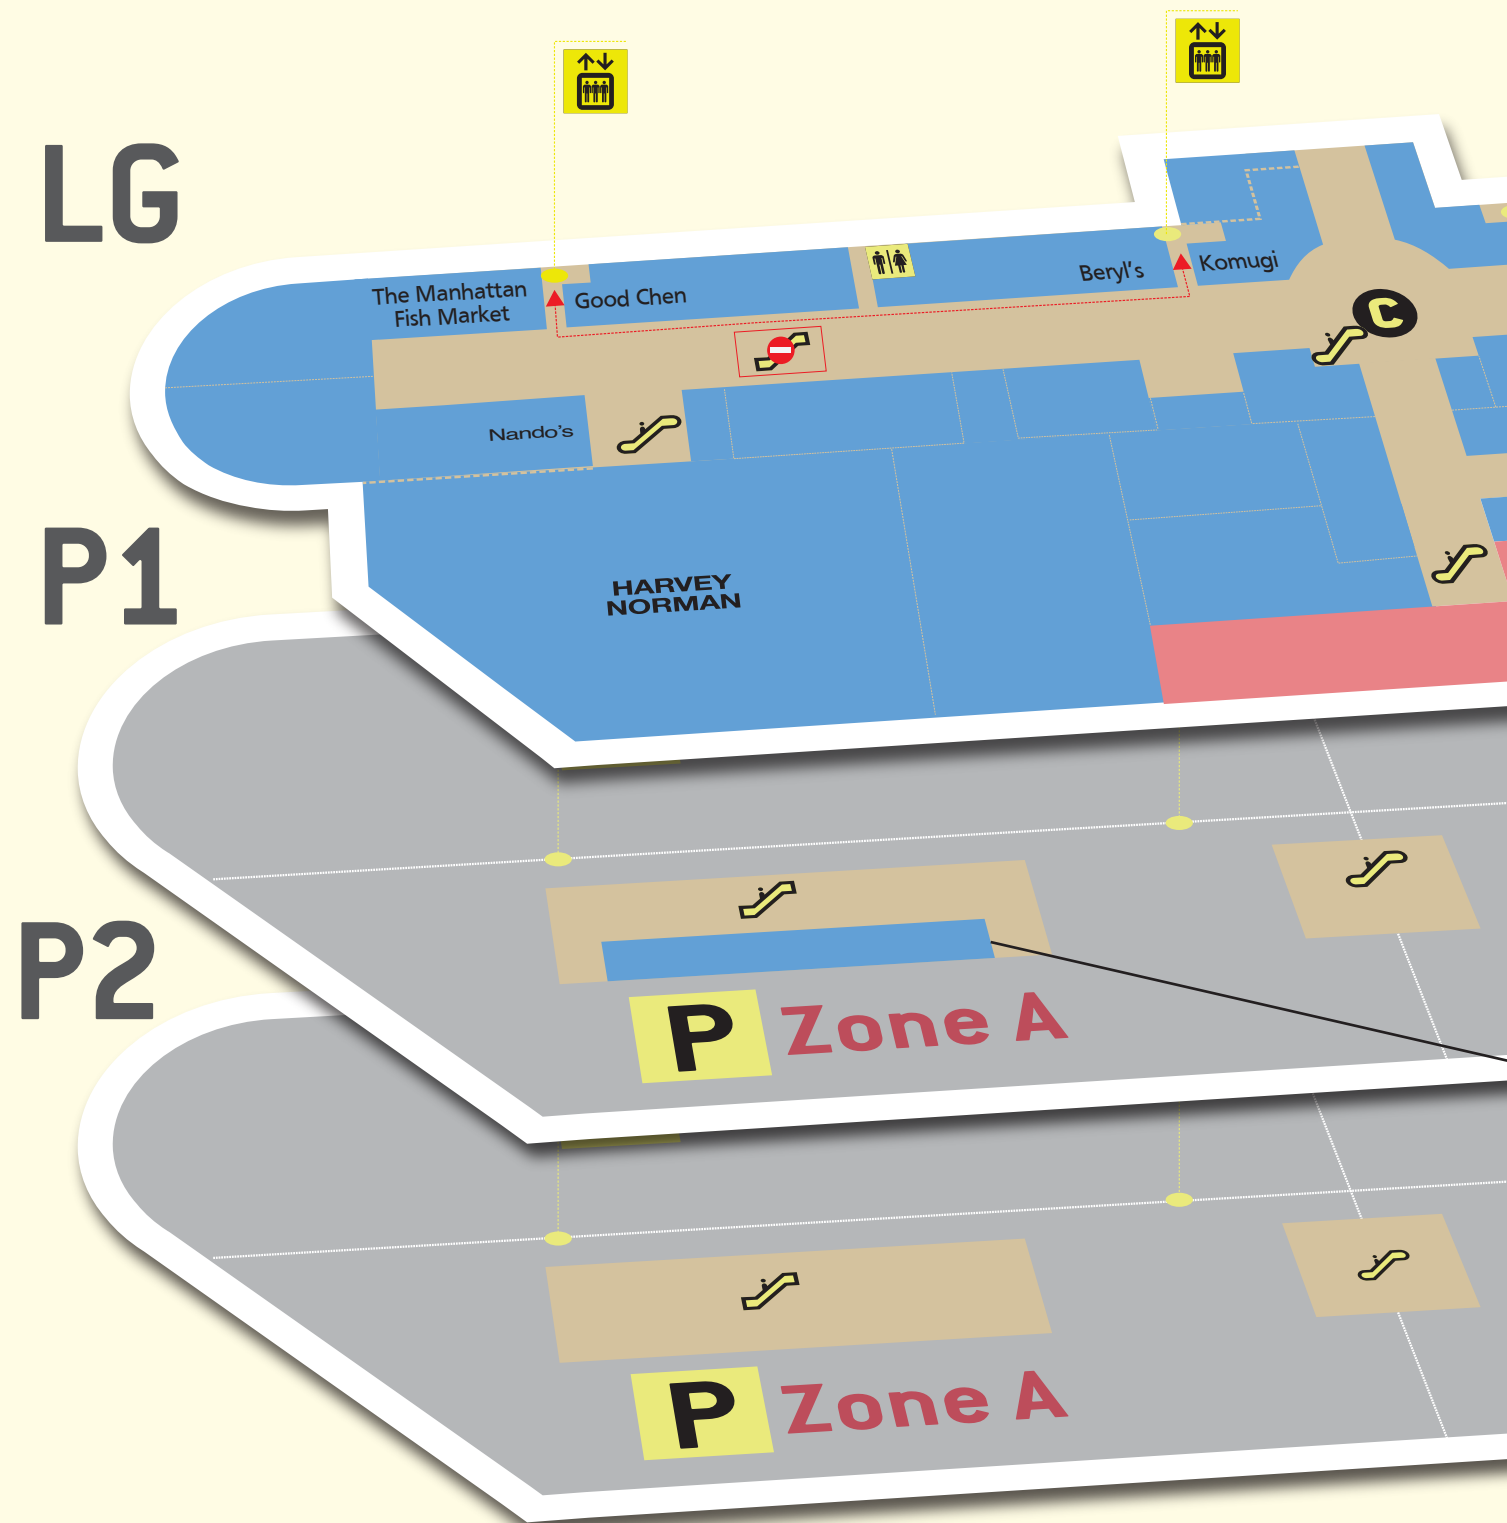 LG
The Manhattan
Fish Market
Good Chen
Beryl's
Komugi
C
Nando's
HARVEY
NORMAN
P1
P Zone A
P2
P Zone A